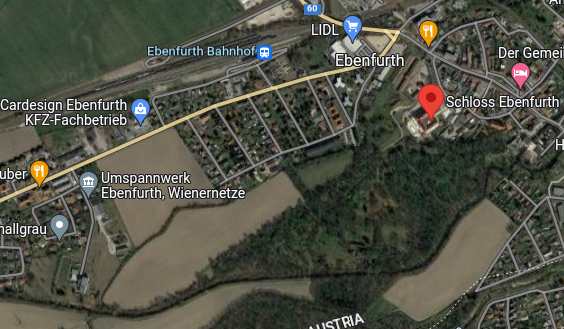 60
LIDL
Ebenfurth Bahnhof
Ebenfurth
Der Gemei
Cardesign Ebenfurth
KFZ-Fachbetrieb
Schloss Ebenfurth
H
uber
Umspannwerk
Ebenfurth, Wienernetze
hallgrau
AUSTRIA